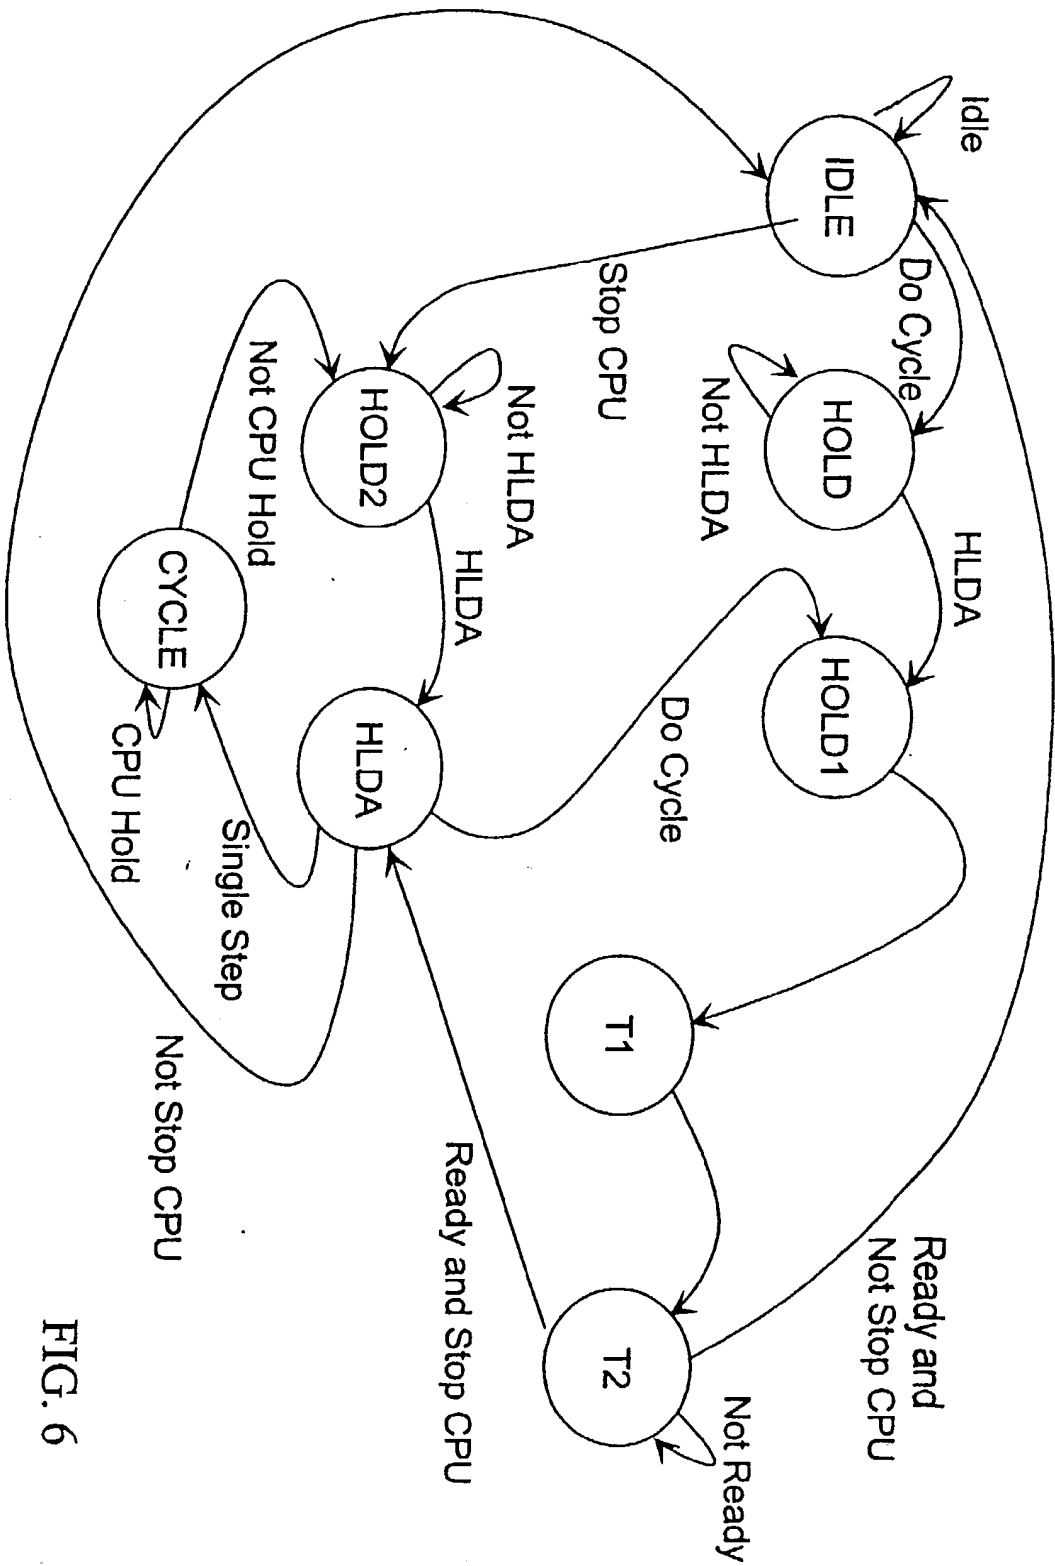 Idle
IDLE
Do Cycle
HOLD
Not HLDA
HLDA
HOLD1
Ready and
Not Stop CPU
Stop CPU
Not HLDA
HOLD2
HLDA
HLDA
Do Cycle
T1
T2
Not Ready
Not CPU Hold
CYCLE
CPU Hold
Single Step
Not Stop CPU
Ready and Stop CPU
FIG. 6